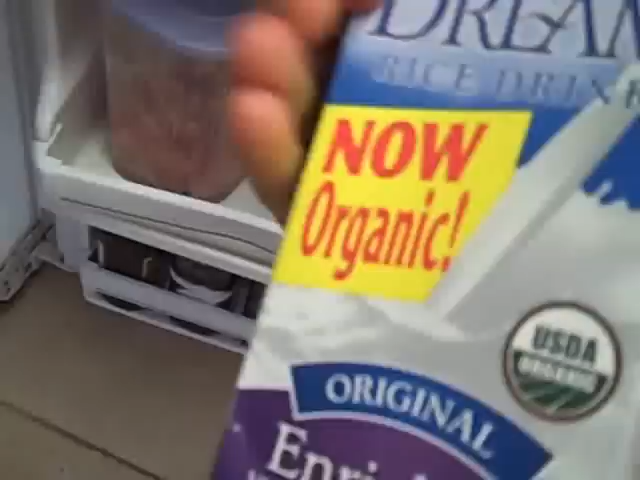 DREAM
RICE DRINK
NOW
Organic!
USDA
ORGANIC
ORIGINAL